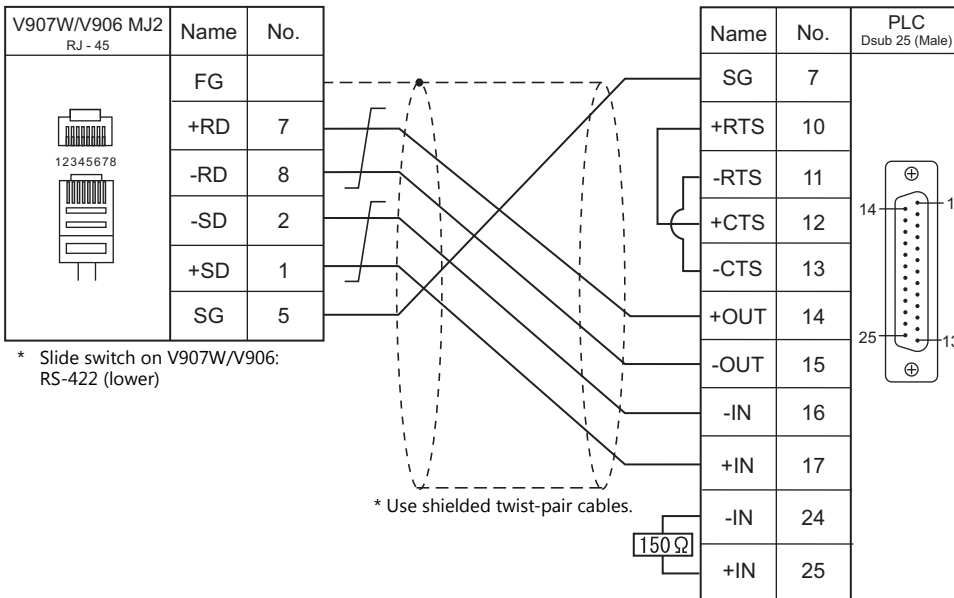 V907W/V906 MJ2
RJ - 45
Name No.
FG
+RD 7
-RD 8
-SD 2
+SD 1
SG 5
12345678
* Slide switch on V907W/V906:
RS-422 (lower)
* Use shielded twist-pair cables.
Name No.
PLC
Dsub 25 (Male)
SG 7
+RTS 10
-RTS 11
+CTS 12
-CTS 13
+OUT 14
-OUT 15
-IN 16
+IN 17
-IN 24
+IN 25
150Ω
14 1
25 13